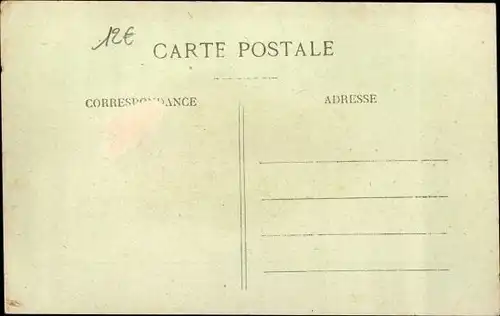 12€
CARTE POSTALE
CORRESPONDANCE
ADRESSE